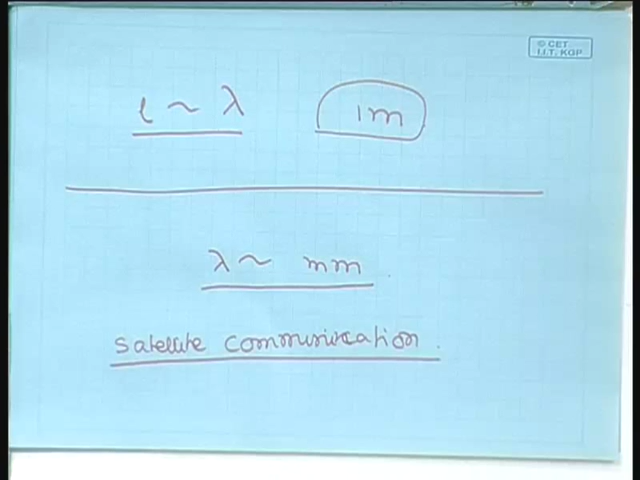 © CET
I.I.T. KGP
l ~ λ 1m
λ ~ mm
Satellite communication.